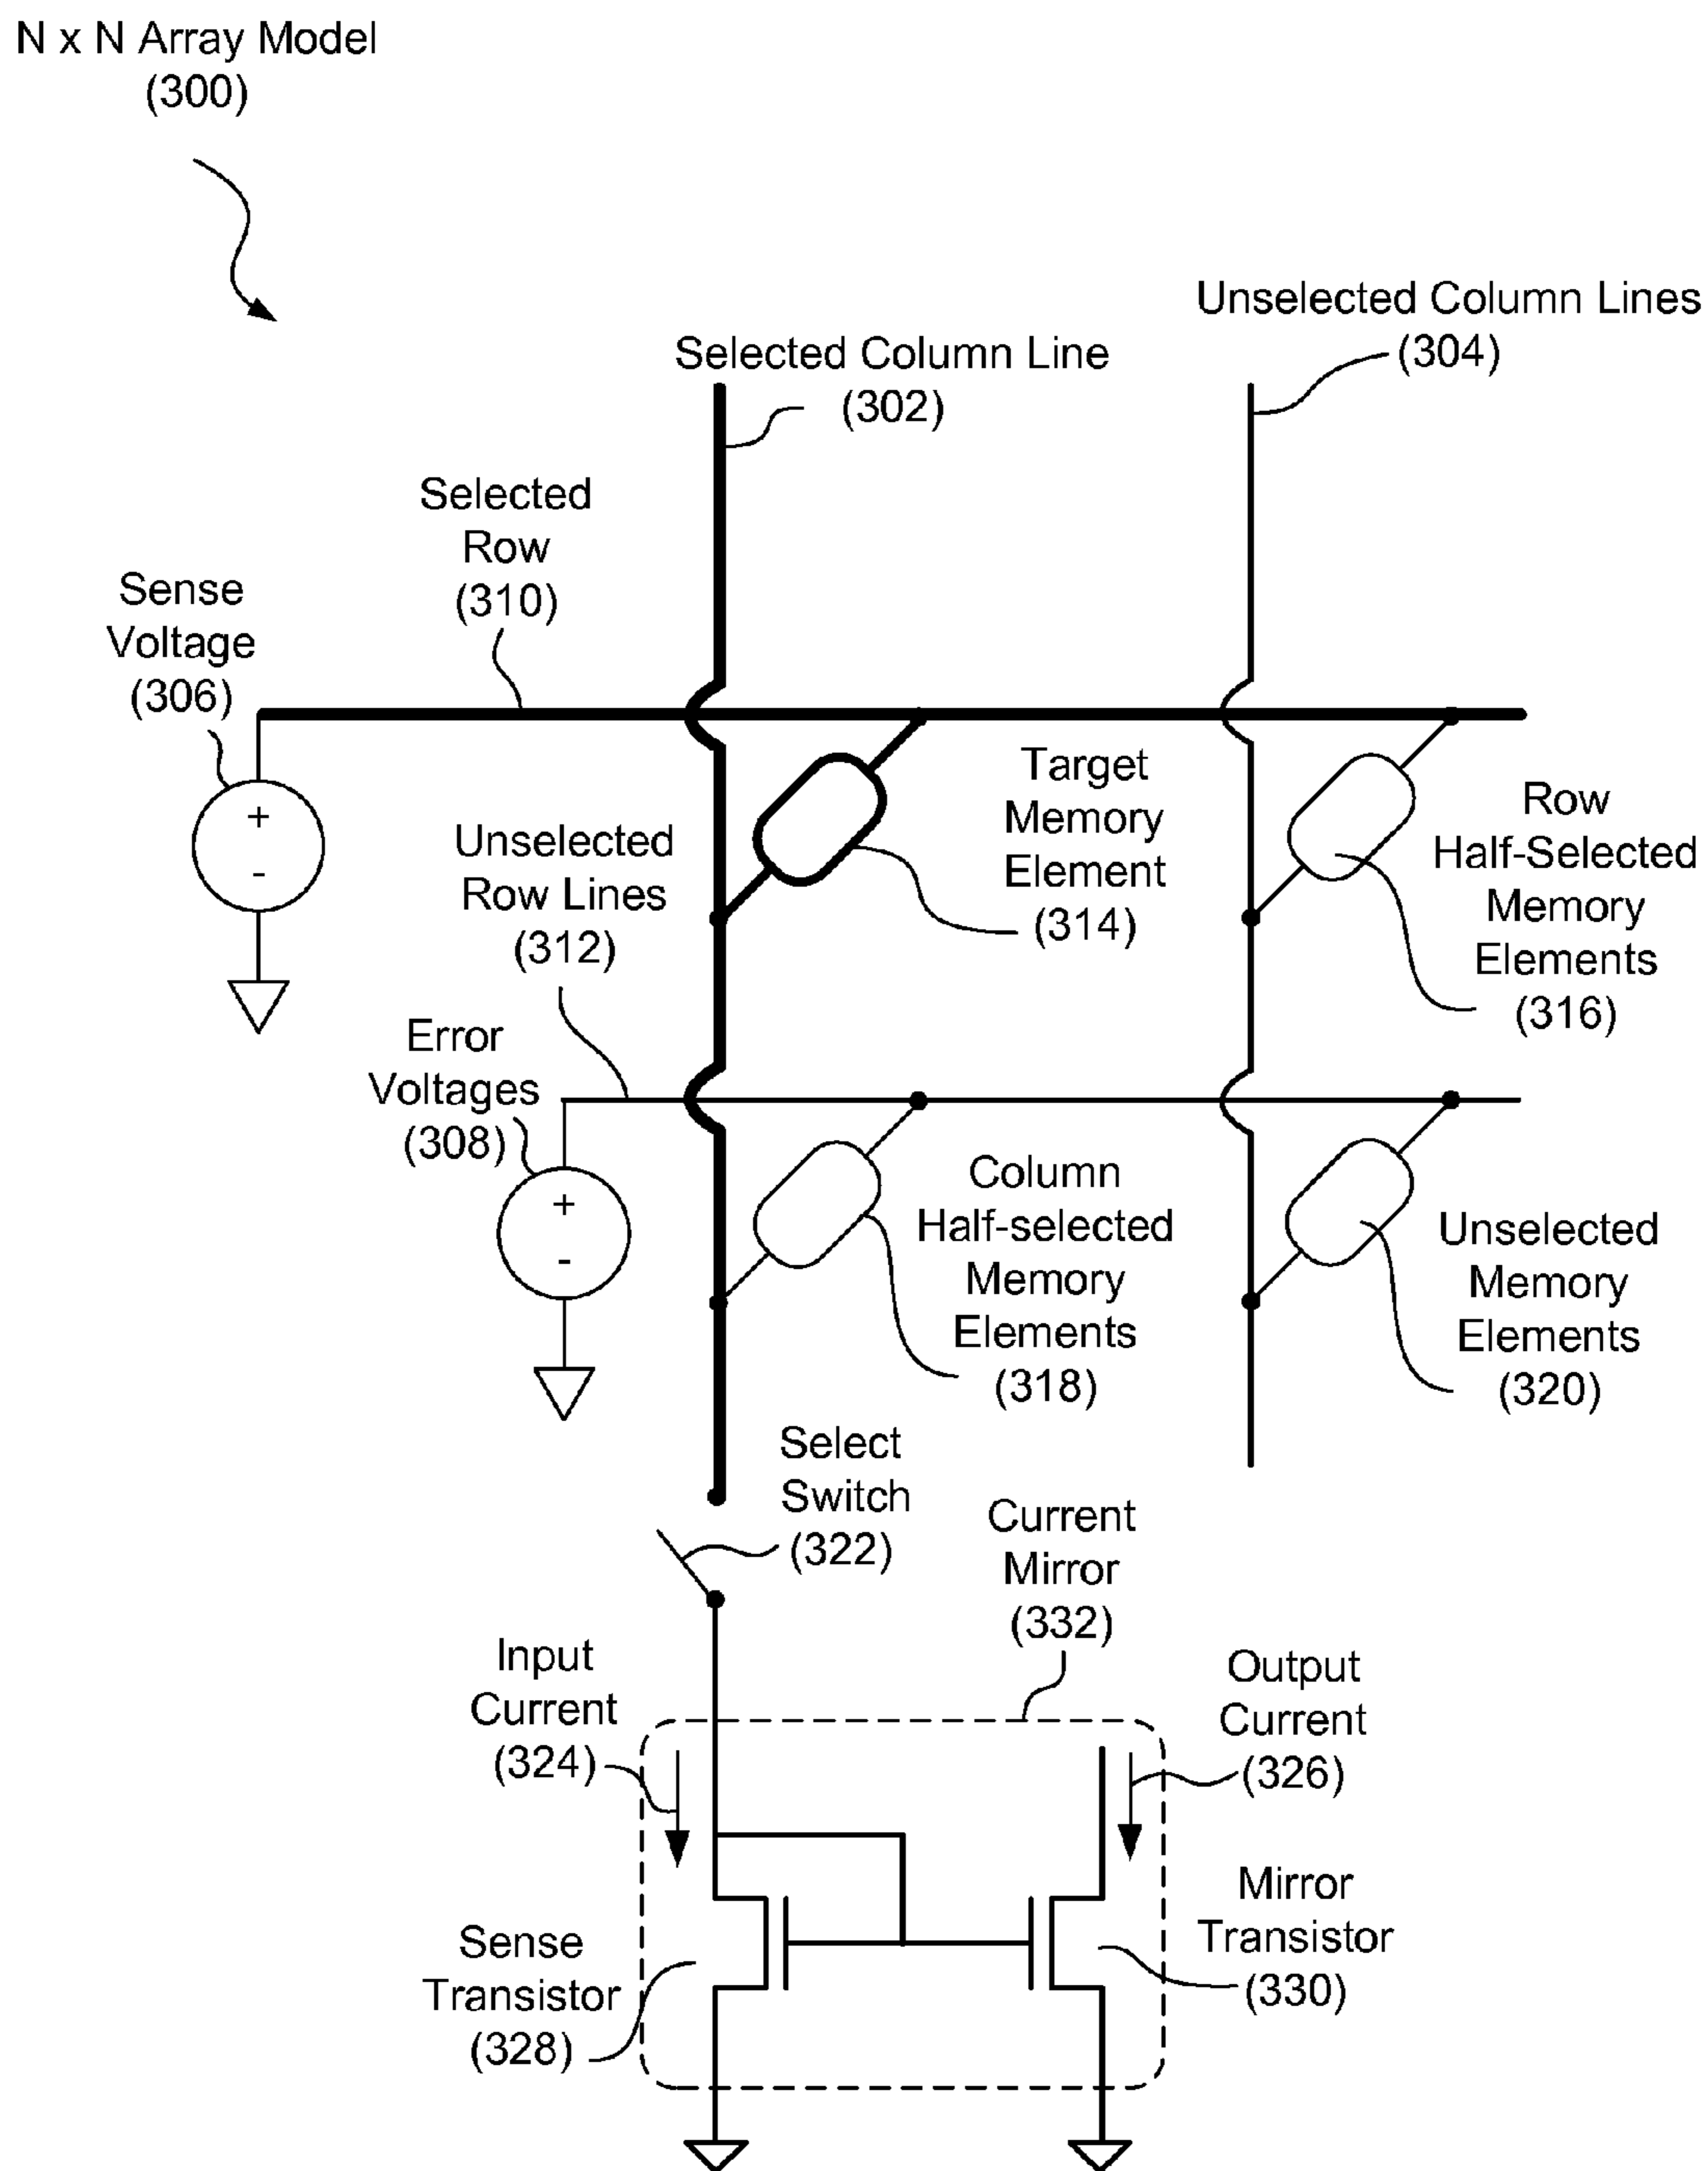 N x N Array Model
(300)
Unselected Column Lines
(304)
Selected Column Line
(302)
Selected
Row
(310)
Sense
Voltage
(306)
+
-
Target
Memory
Element
(314)
Row
Half-Selected
Memory
Elements
(316)
Unselected
Row Lines
(312)
Error
Voltages
(308)
+
-
Column
Half-selected
Memory
Elements
(318)
Unselected
Memory
Elements
(320)
Select
Switch
(322)
Current
Mirror
(332)
Input
Current
(324)
Output
Current
(326)
Sense
Transistor
(328)
Mirror
Transistor
(330)